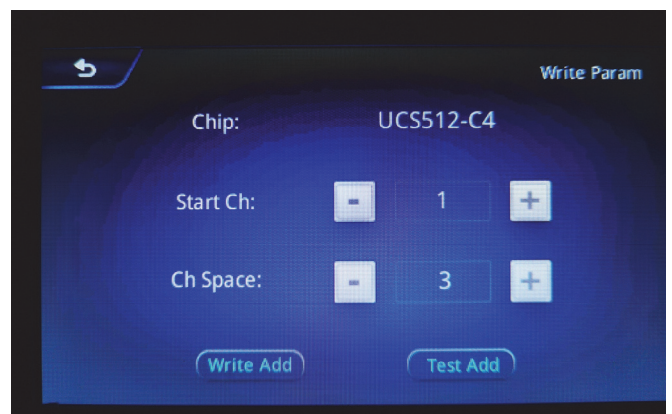 Write Param
Chip: UCS512-C4
Start Ch: - 1 +
Ch Space: - 3 +
Write Add Test Add